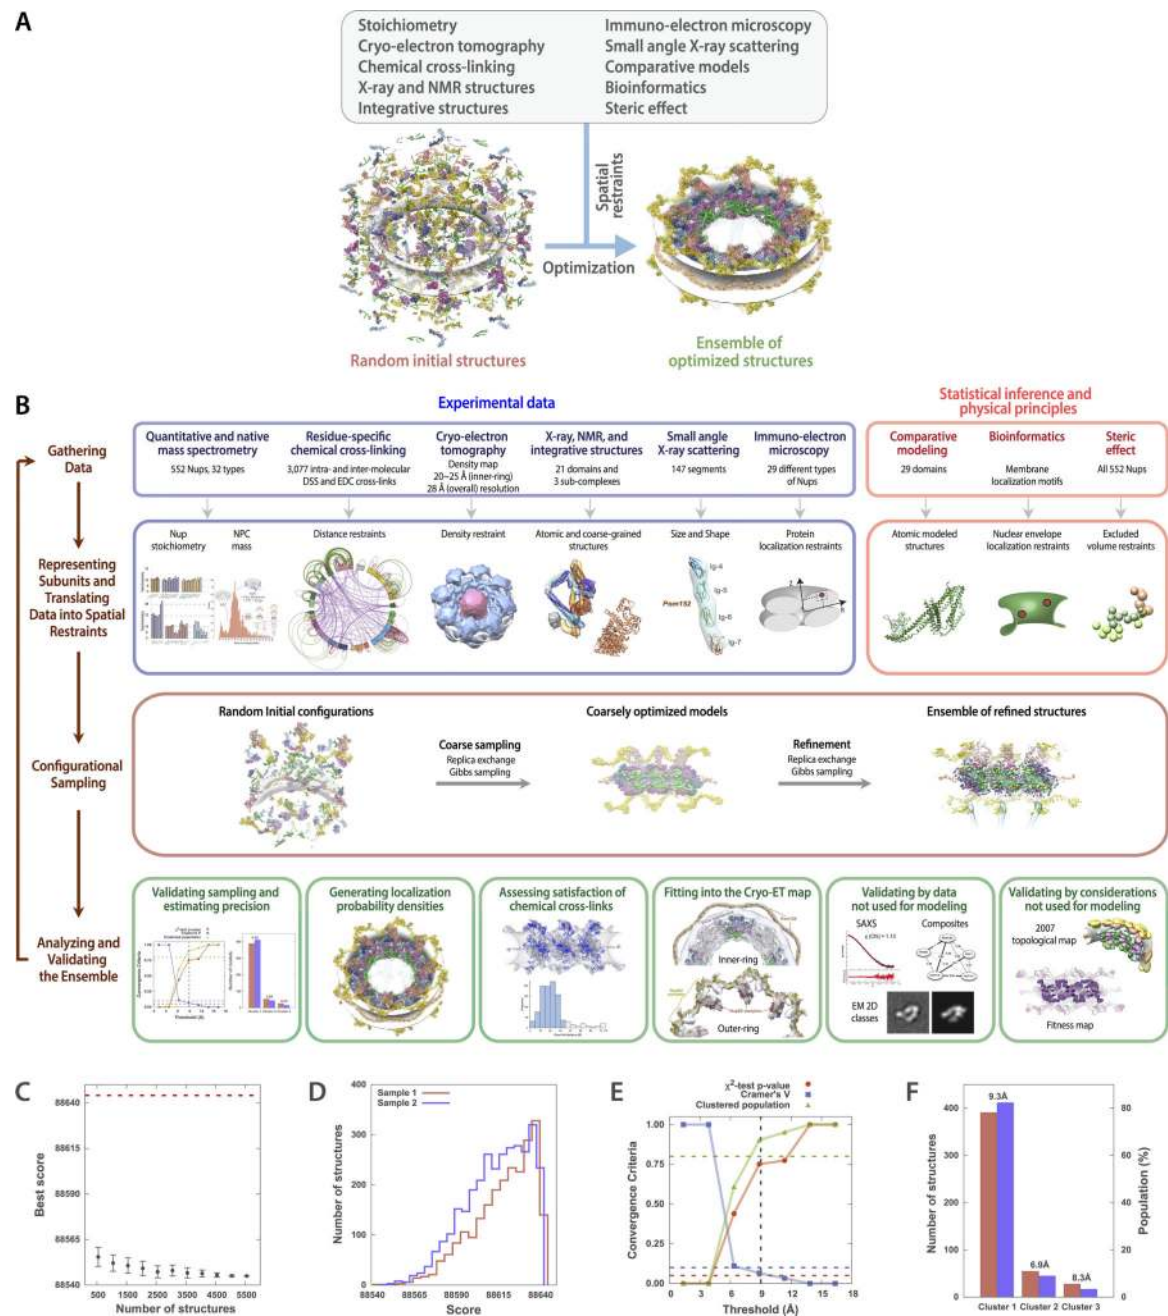 A
Stoichiometry
Cryo-electron tomography
Chemical cross-linking
X-ray and NMR structures
Integrative structures
Immuno-electron microscopy
Small angle X-ray scattering
Comparative models
Bioinformatics
Steric effect
Spatial
restraints
Optimization
Random initial structures
Ensemble of
optimized structures
B
Experimental data
Statistical inference and
physical principles
Gathering
Data
Quantitative and native
mass spectrometry
552 Nups, 32 types
Residue-specific
chemical cross-linking
3,077 intra- and inter-molecular
DSS and EDC cross-links
Cryo-electron
tomography
Density map
20~25 Å (inner-ring)
28 Å (overall) resolution
X-ray, NMR, and
integrative structures
21 domains and
3 sub-complexes
Small angle
X-ray scattering
147 segments
Immuno-electron
microscopy
29 different types
of Nups
Comparative
modeling
29 domains
Bioinformatics
Membrane
localization motifs
Steric
effect
All 552 Nups
Representing
Subunits and
Translating
Data into Spatial
Restraints
Nup
stoichiometry
NPC
mass
Distance restraints
Density restraint
Atomic and coarse-grained
structures
Size and Shape
Ig-4
Ig-5
Pom152
Ig-6
Ig-7
Protein
localization restraints
Z
R
Atomic modeled
structures
Nuclear envelope
localization restraints
Excluded
volume restraints
Configurational
Sampling
Random Initial configurations
Coarse sampling
Replica exchange
Gibbs sampling
Coarsely optimized models
Refinement
Replica exchange
Gibbs sampling
Ensemble of refined structures
Analyzing and
Validating
the Ensemble
Validating sampling and
estimating precision
Convergence Criteria
Threshold (Å)
Generating localization
probability densities
Assessing satisfaction of
chemical cross-links
Fitting into the Cryo-ET map
Inner-ring
Outer-ring
Validating by data
not used for modeling
SAXS
Composites
EM 2D
classes
Validating by considerations
not used for modeling
2007
topological map
Fitness map
C
Best score
88640
88615
88590
88565
88540
500 1500 2500 3500 4500 5500
Number of structures
D
Sample 1
Sample 2
Number of structures
400
300
200
100
0
88540 88565 88590 88615 88640
Score
E
χ²-test p-value
Cramer's V
Clustered population
Convergence Criteria
1.00
0.75
0.50
0.25
0.00
0 3 6 9 12 15 18
Threshold (Å)
F
Number of structures
400
300
200
100
0
9.3Å
6.9Å
8.3Å
Cluster 1 Cluster 2 Cluster 3
80
60
40
20
0
Population (%)